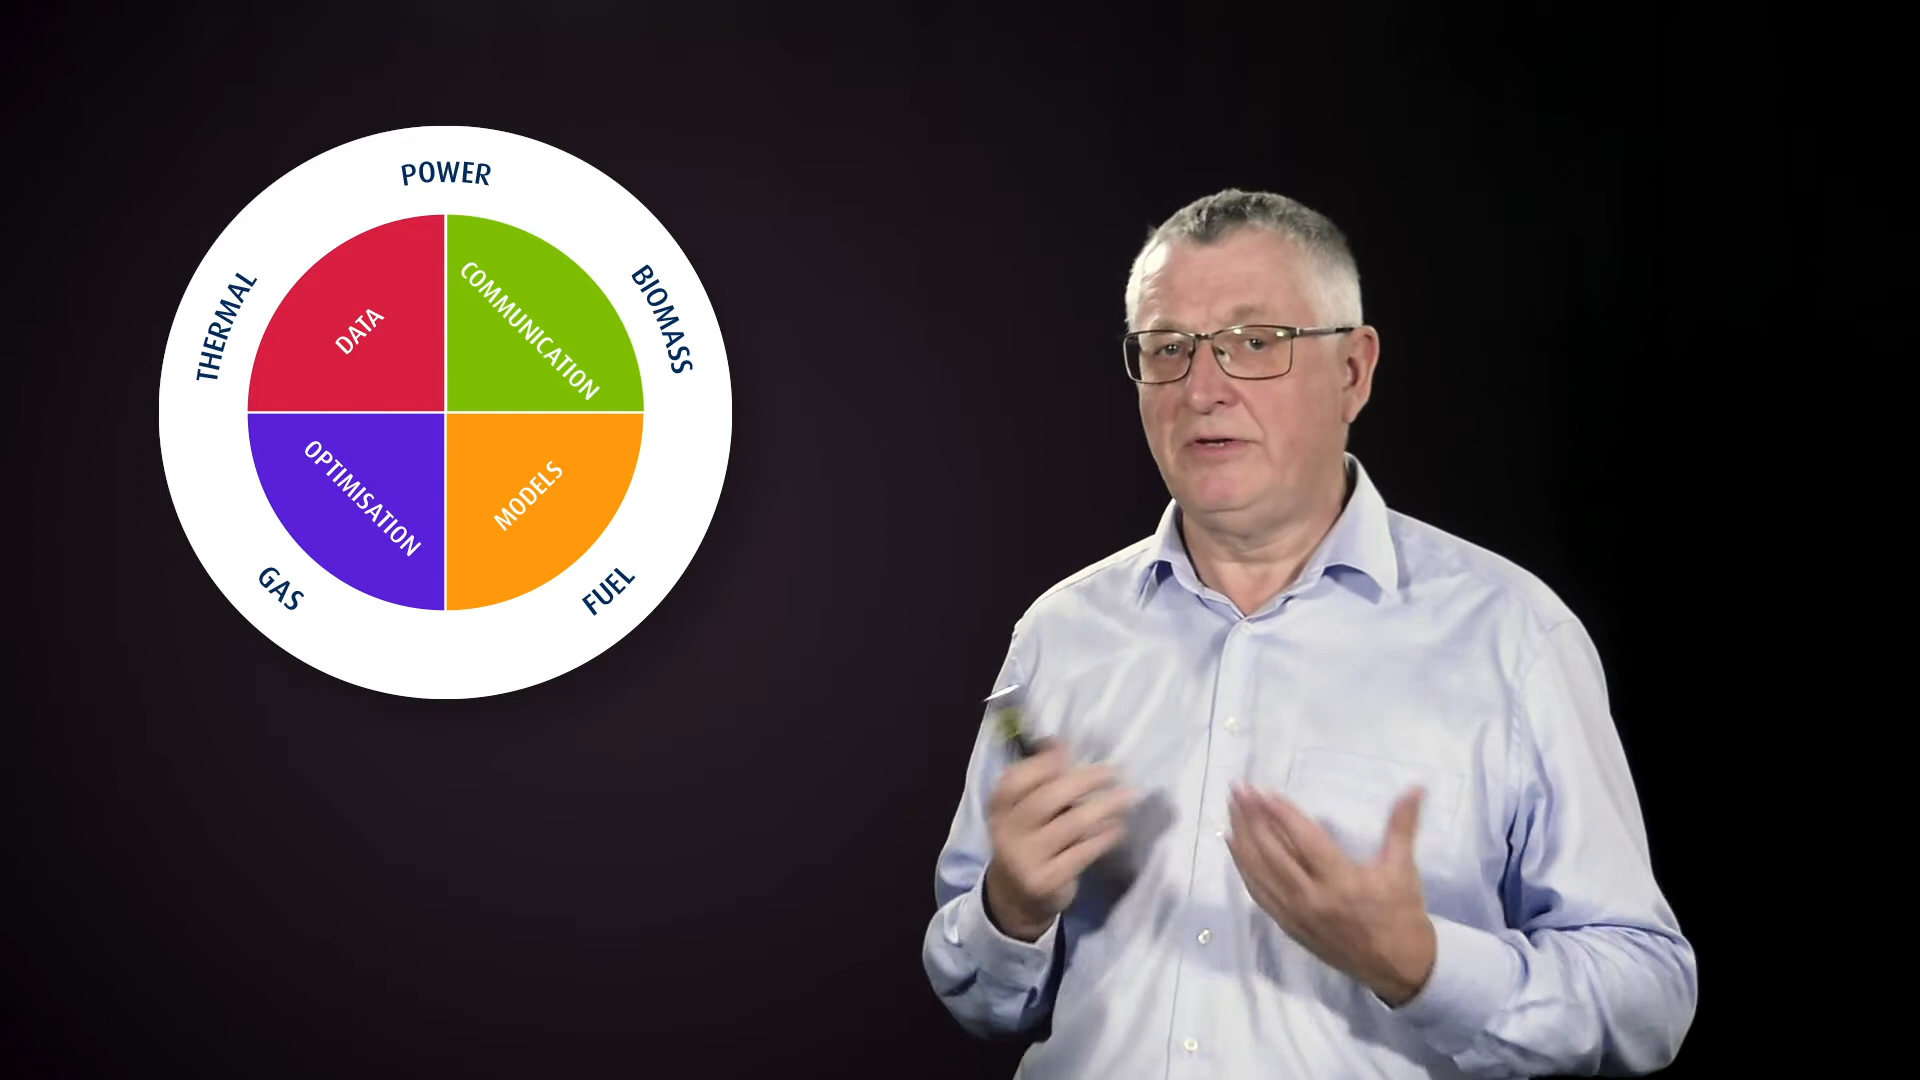 POWER
THERMAL
BIOMASS
DATA
COMMUNICATION
OPTIMISATION
MODELS
GAS
FUEL